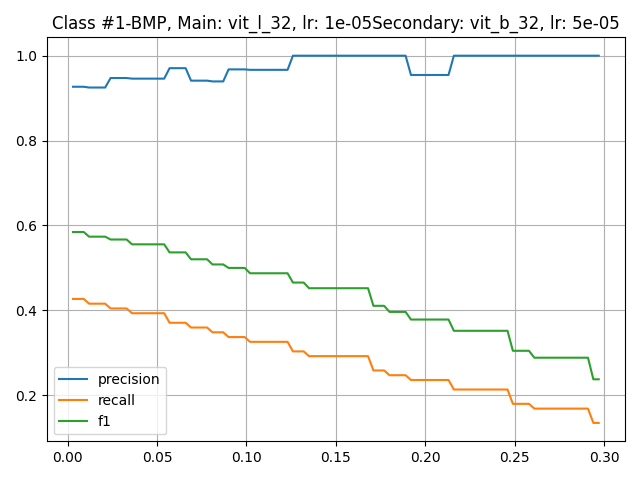 Class #1-BMP, Main: vit_l_32, lr: 1e-05Secondary: vit_b_32, lr: 5e-05
1.0
0.8
0.6
0.4
0.2
precision
recall
f1
0.00 0.05 0.10 0.15 0.20 0.25 0.30